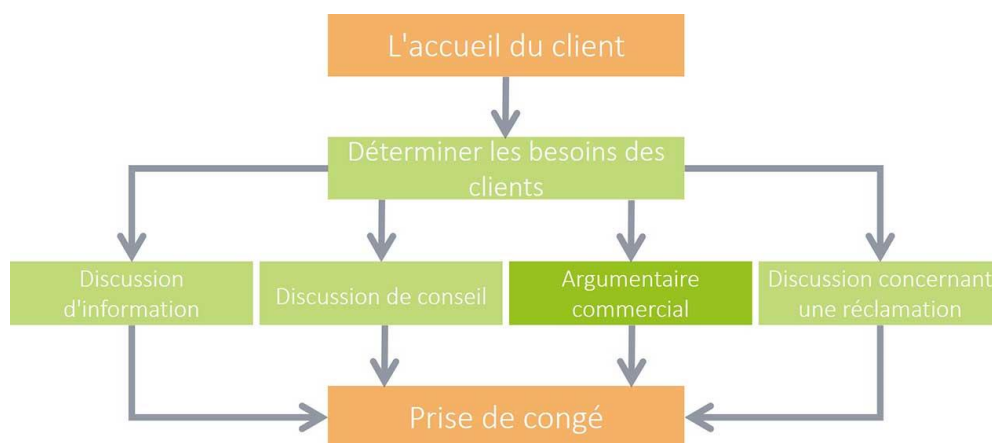 L'accueil du client
Déterminer les besoins des
clients
Discussion
d'information
Discussion de conseil
Argumentaire
commercial
Discussion concernant
une réclamation
Prise de congé